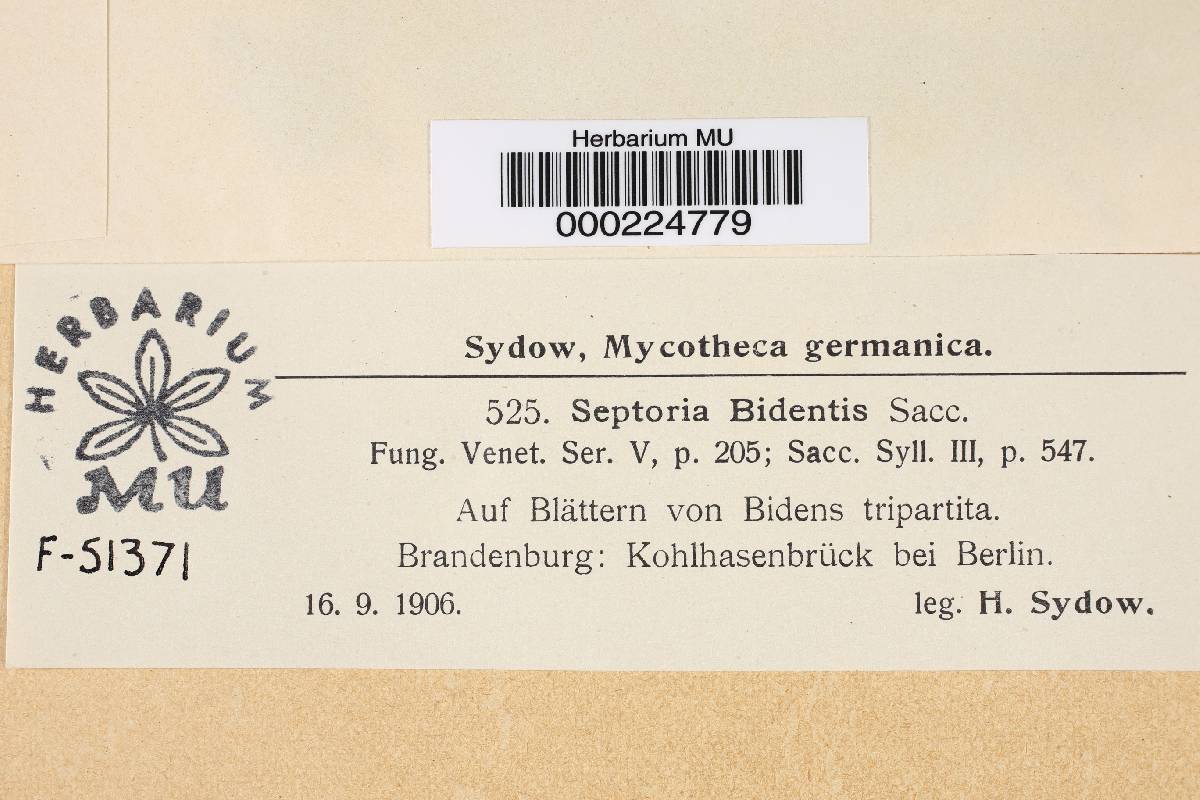 Herbarium MU
000224779
HERBARIUM
MU
F-51371
Sydow, Mycotheca germanica.
525. Septoria Bidentis Sacc.
Fung. Venet. Ser. V, p. 205; Sacc. Syll. III, p. 547.
Auf Blättern von Bidens tripartita.
Brandenburg: Kohlhasenbrück bei Berlin.
16. 9. 1906. leg. H. Sydow.